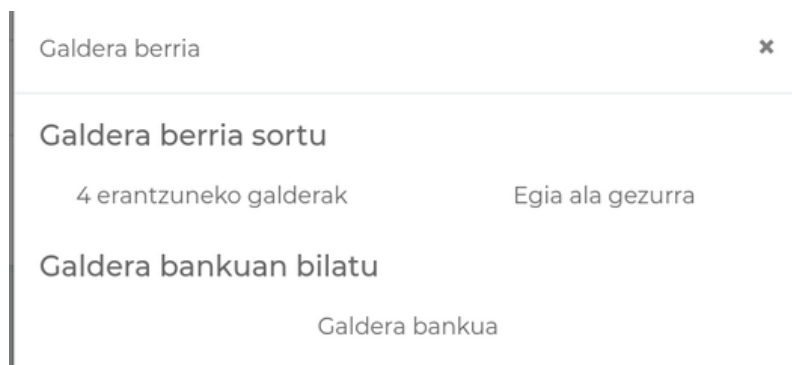 Galdera berria
Galdera berria sortu
4 erantzuneko galderak Egia ala gezurra
Galdera bankuan bilatu
Galdera bankua